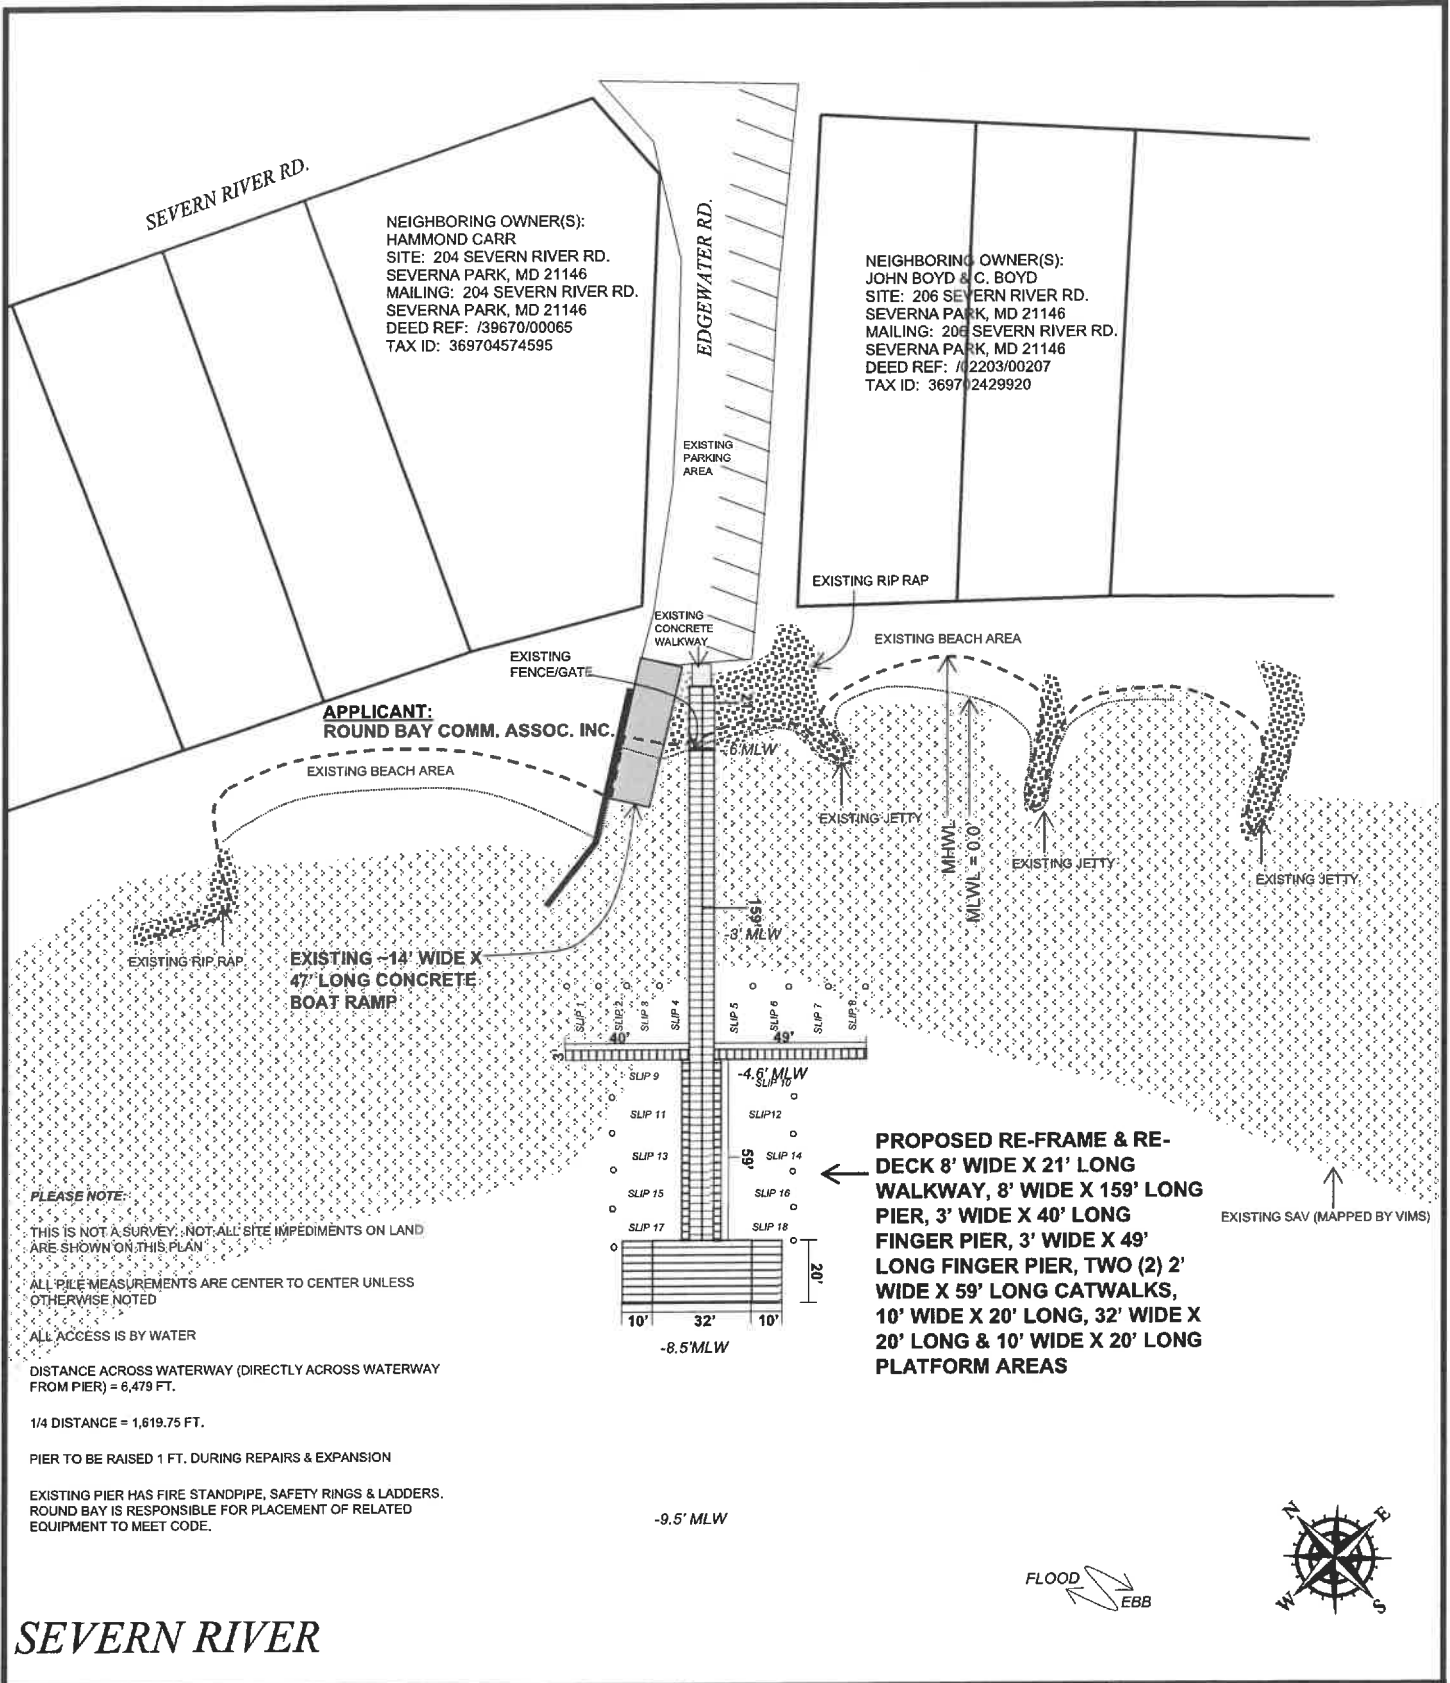 SEVERN RIVER RD.
NEIGHBORING OWNER(S):
HAMMOND CARR
SITE: 204 SEVERN RIVER RD.
SEVERNA PARK, MD 21146
MAILING: 204 SEVERN RIVER RD.
SEVERNA PARK, MD 21146
DEED REF: /39670/00065
TAX ID: 369704574595
EDGEWATER RD.
NEIGHBORING OWNER(S):
JOHN BOYD & C. BOYD
SITE: 206 SEVERN RIVER RD.
SEVERNA PARK, MD 21146
MAILING: 206 SEVERN RIVER RD.
SEVERNA PARK, MD 21146
DEED REF: /02203/00207
TAX ID: 369702429920
EXISTING
PARKING
AREA
EXISTING RIP RAP
EXISTING
CONCRETE
WALKWAY
EXISTING BEACH AREA
EXISTING
FENCE/GATE
APPLICANT:
ROUND BAY COMM. ASSOC. INC.
21'
-.6'MLW
EXISTING BEACH AREA
EXISTING JETTY
MHWL
MLWL = 0.0'
EXISTING JETTY
EXISTING JETTY
159'
-3' MLW
EXISTING RIP RAP
EXISTING ~14' WIDE X
47' LONG CONCRETE
BOAT RAMP
SLIP 1
SLIP 2
SLIP 3
SLIP 4
SLIP 5
SLIP 6
SLIP 7
SLIP 8
40'
49'
3'
-4.6' MLW
SLIP 9
SLIP 10
SLIP 11
SLIP12
SLIP 13
59'
SLIP 14
SLIP 15
SLIP 16
SLIP 17
SLIP 18
20'
10'
32'
10'
-8.5'MLW
PROPOSED RE-FRAME & RE-
DECK 8' WIDE X 21' LONG
WALKWAY, 8' WIDE X 159' LONG
PIER, 3' WIDE X 40' LONG
FINGER PIER, 3' WIDE X 49'
LONG FINGER PIER, TWO (2) 2'
WIDE X 59' LONG CATWALKS,
10' WIDE X 20' LONG, 32' WIDE X
20' LONG & 10' WIDE X 20' LONG
PLATFORM AREAS
EXISTING SAV (MAPPED BY VIMS)
PLEASE NOTE:
THIS IS NOT A SURVEY. NOT ALL SITE IMPEDIMENTS ON LAND
ARE SHOWN ON THIS PLAN
ALL PILE MEASUREMENTS ARE CENTER TO CENTER UNLESS
OTHERWISE NOTED
ALL ACCESS IS BY WATER
DISTANCE ACROSS WATERWAY (DIRECTLY ACROSS WATERWAY
FROM PIER) = 6,479 FT.
1/4 DISTANCE = 1,619.75 FT.
PIER TO BE RAISED 1 FT. DURING REPAIRS & EXPANSION
EXISTING PIER HAS FIRE STANDPIPE, SAFETY RINGS & LADDERS.
ROUND BAY IS RESPONSIBLE FOR PLACEMENT OF RELATED
EQUIPMENT TO MEET CODE.
-9.5' MLW
FLOOD
EBB
N
E
W
S
SEVERN RIVER